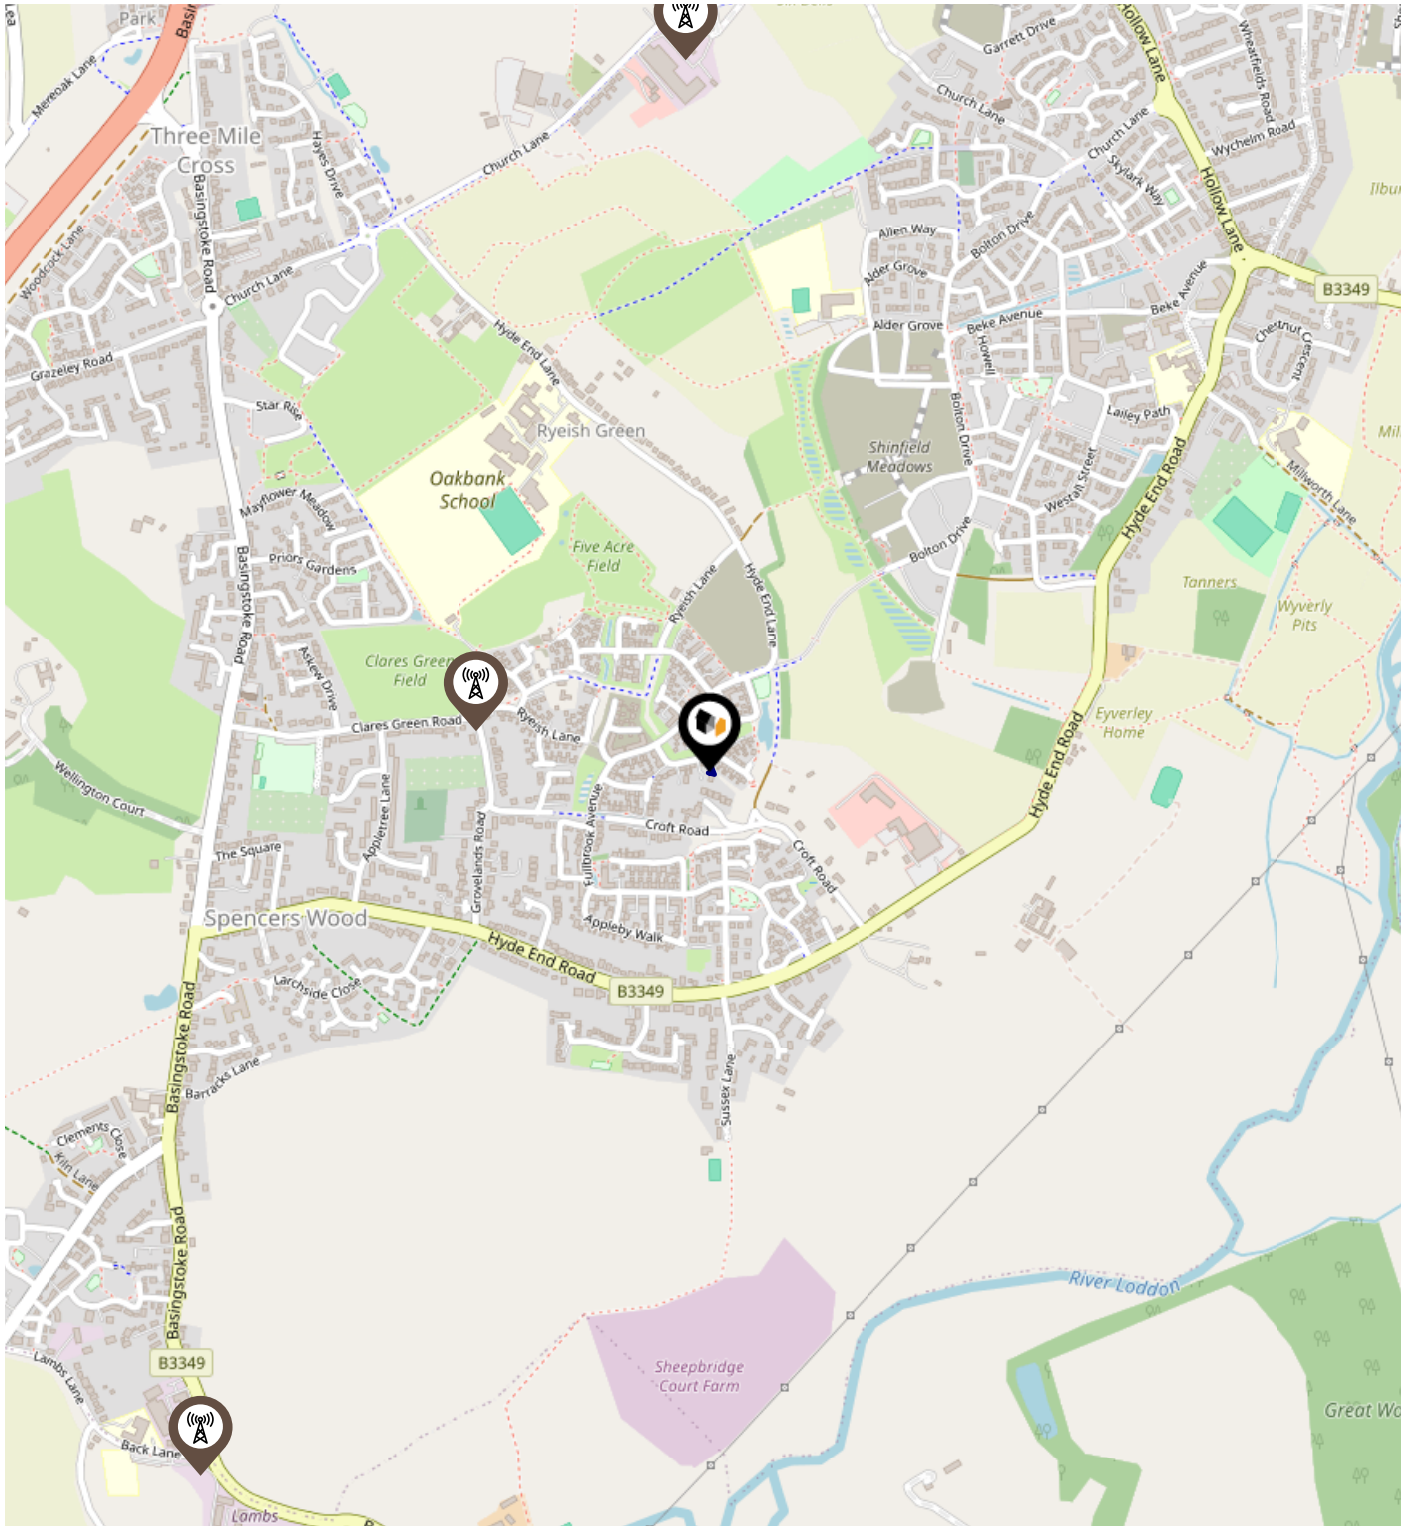 Park
Mereoak Lane
Three Mile
Cross
Hayes Drive
Basingstoke Road
Woodcock Lane
Church Lane
Church Lane
Grazeley Road
Star Rise
Garrett Drive
Hollow Lane
Church Lane
Church Lane
Wheatfields Road
Wychelm Road
Skylark Way
Hollow Lane
Allen Way
Bolton Drive
Alder Grove
Alder Grove
Beke Avenue
Beke Avenue
B3349
Chestnut Crescent
Howell
Hyde End Lane
Ryeish Green
Oakbank
School
Bolton Drive
Lailey Path
Shinfield
Meadows
Westall Street
Hyde End Road
Millworth Lane
Mayflower Meadow
Priors Gardens
Five Acre
Field
Bolton Drive
Basingstoke Road
Ryeish Lane
Hyde End Lane
Tanners
Wyverly
Pits
Askew Drive
Clares Green
Field
Clares Green Road
Ryeish Lane
Eyverley
Home
Hyde End Road
Wellington Court
Appletree Lane
The Square
Grovelands Road
Fullbrook Avenue
Croft Road
Croft Road
Spencers Wood
Appleby Walk
Hyde End Road
B3349
Larchside Close
Basingstoke Road
Barracks Lane
Sussex Lane
Clements Close
Kiln Lane
Basingstoke Road
River Loddon
B3349
Lambs Lane
Sheepbridge
Court Farm
Back Lane
Lambs